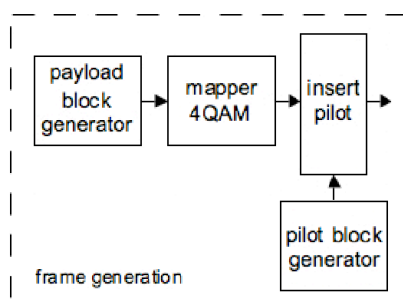 payload
block
generator
mapper
4QAM
insert
pilot
pilot block
generator
frame generation